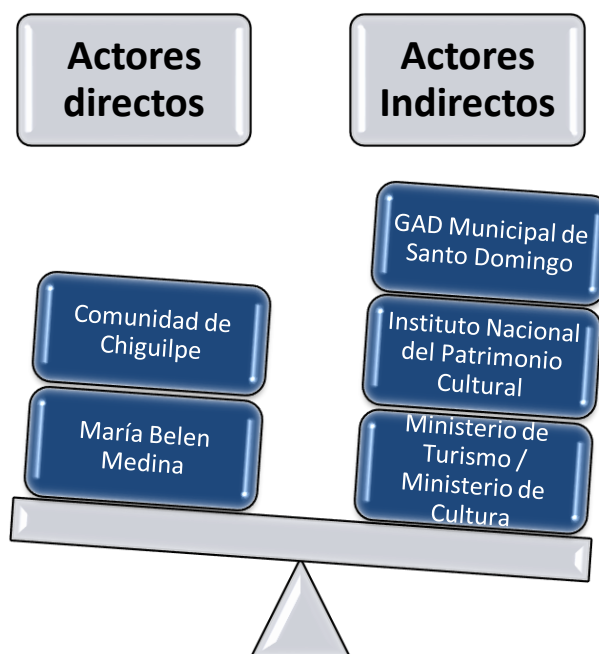 Actores
directos
Actores
Indirectos
Comunidad de
Chiguilpe
María Belen
Medina
GAD Municipal de
Santo Domingo
Instituto Nacional
del Patrimonio
Cultural
Ministerio de
Turismo /
Ministerio de
Cultura